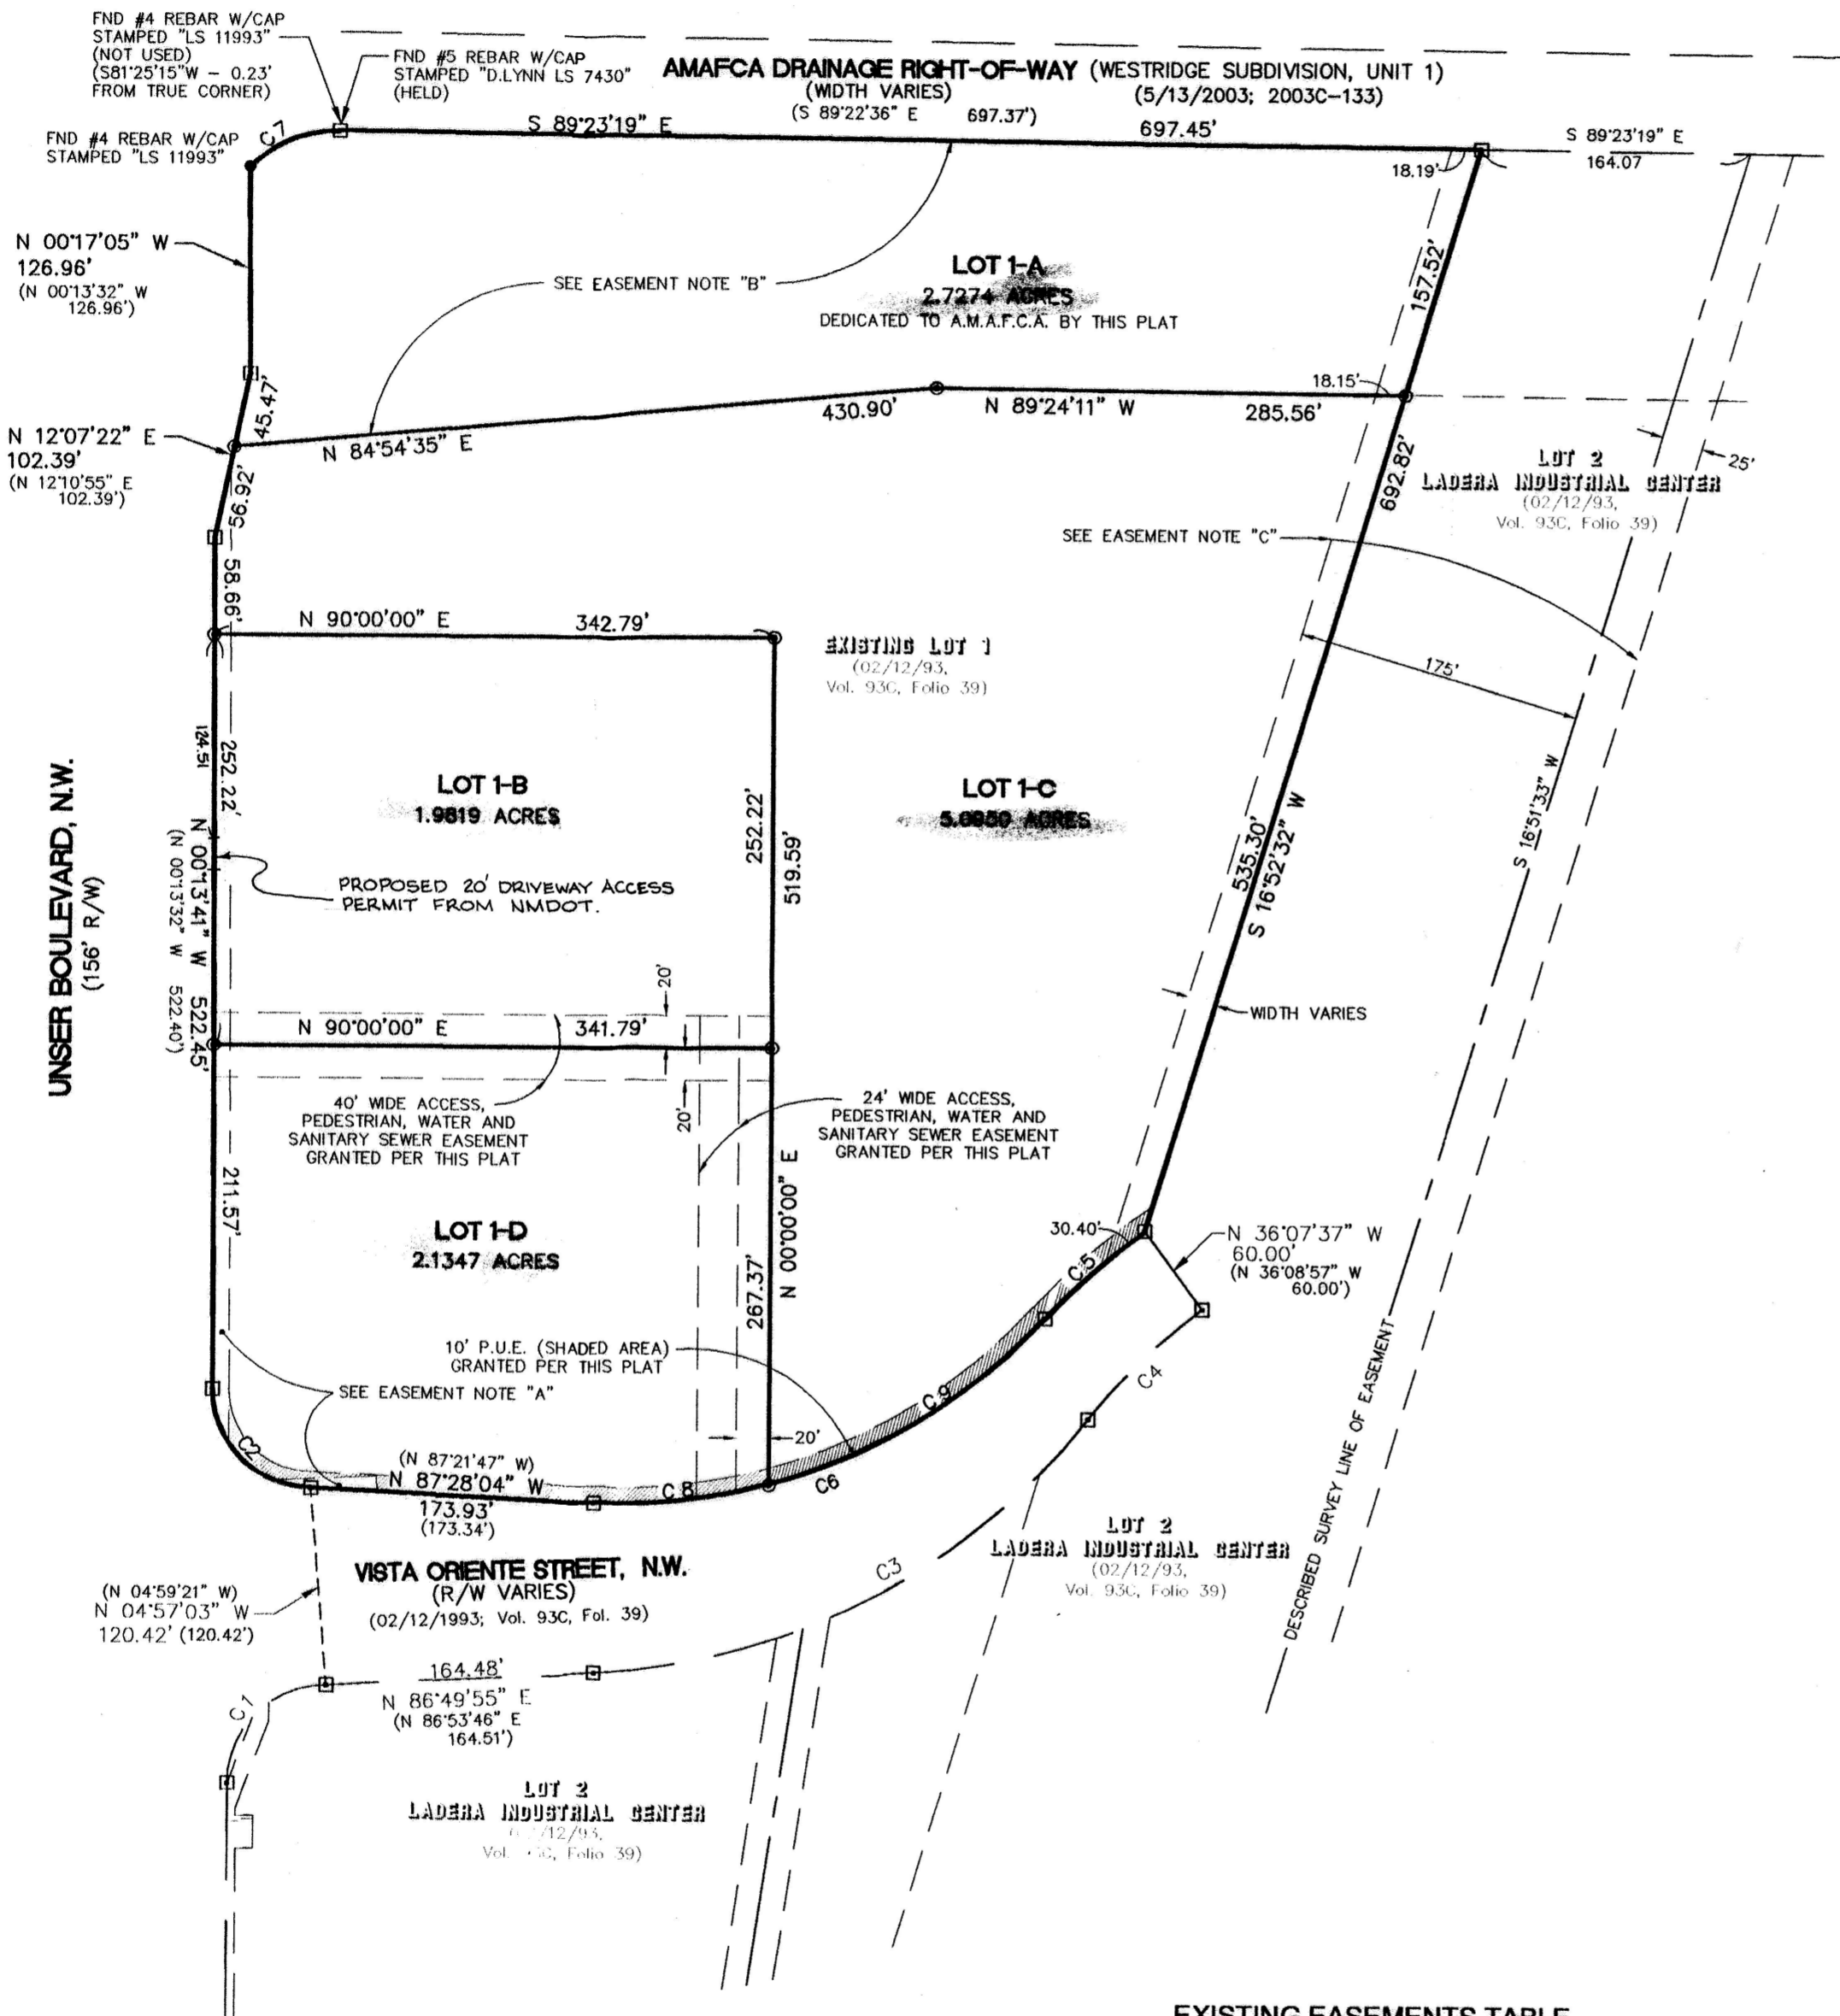 FND #4 REBAR W/CAP
STAMPED "LS 11993"
(NOT USED)
(S81°25'15"W - 0.23'
FROM TRUE CORNER)
FND #5 REBAR W/CAP
STAMPED "D.LYNN LS 7430"
(HELD)
AMAFCA DRAINAGE RIGHT-OF-WAY (WESTRIDGE SUBDIVISION, UNIT 1)
(WIDTH VARIES)
(5/13/2003; 2003C-133)
(S 89°22'36" E 697.37')
S 89°23'19" E
697.45'
S 89°23'19" E
164.07
FND #4 REBAR W/CAP
STAMPED "LS 11993"
C7
18.19'
N 00°17'05" W
126.96'
(N 00°13'32" W
126.96')
SEE EASEMENT NOTE "B"
LOT 1-A
2.7274 ACRES
DEDICATED TO A.M.A.F.C.A. BY THIS PLAT
157.52'
45.47'
18.15'
430.90'
N 89°24'11" W
285.56'
N 84°54'35" E
N 12°07'22" E
102.39'
(N 12°10'55" E
102.39')
56.92'
692.82'
LOT 2
LADERA INDUSTRIAL CENTER
(02/12/93,
Vol. 93C, Folio 39)
25'
SEE EASEMENT NOTE "C"
58.66'
N 90°00'00" E
342.79'
EXISTING LOT 1
(02/12/93,
Vol. 93C, Folio 39)
175'
UNSER BOULEVARD, N.W.
(156' R/W)
124.51
252.22'
LOT 1-B
1.9819 ACRES
252.22'
519.59'
LOT 1-C
ACRES
535.30'
S 16°52'32" W
S 16°51'33" W
PROPOSED 20' DRIVEWAY ACCESS
PERMIT FROM NMDOT.
N 00°13'41" W 522.45'
(N 00°13'32" W 522.40')
20'
N 90°00'00" E
341.79'
WIDTH VARIES
40' WIDE ACCESS,
PEDESTRIAN, WATER AND
SANITARY SEWER EASEMENT
GRANTED PER THIS PLAT
20'
24' WIDE ACCESS,
PEDESTRIAN, WATER AND
SANITARY SEWER EASEMENT
GRANTED PER THIS PLAT
211.57'
N 00°00'00" E
LOT 1-D
2.1347 ACRES
267.37'
30.40'
C5
N 36°07'37" W
60.00'
(N 36°08'57" W
60.00')
10' P.U.E. (SHADED AREA)
GRANTED PER THIS PLAT
SEE EASEMENT NOTE "A"
C9
C4
C2
20'
(N 87°21'47" W)
N 87°28'04" W
173.93'
(173.34')
C8
C6
DESCRIBED SURVEY LINE OF EASEMENT
LOT 2
LADERA INDUSTRIAL CENTER
(02/12/93,
Vol. 93C, Folio 39)
C3
VISTA ORIENTE STREET, N.W.
(R/W VARIES)
(02/12/1993; Vol. 93C, Fol. 39)
(N 04°59'21" W)
N 04°57'03" W
120.42' (120.42')
164.48'
N 86°49'55" E
(N 86°53'46" E
164.51')
C1
LOT 2
LADERA INDUSTRIAL CENTER
/12/93,
Vol. Folio 39)
EXISTING EASEMENTS TABLE